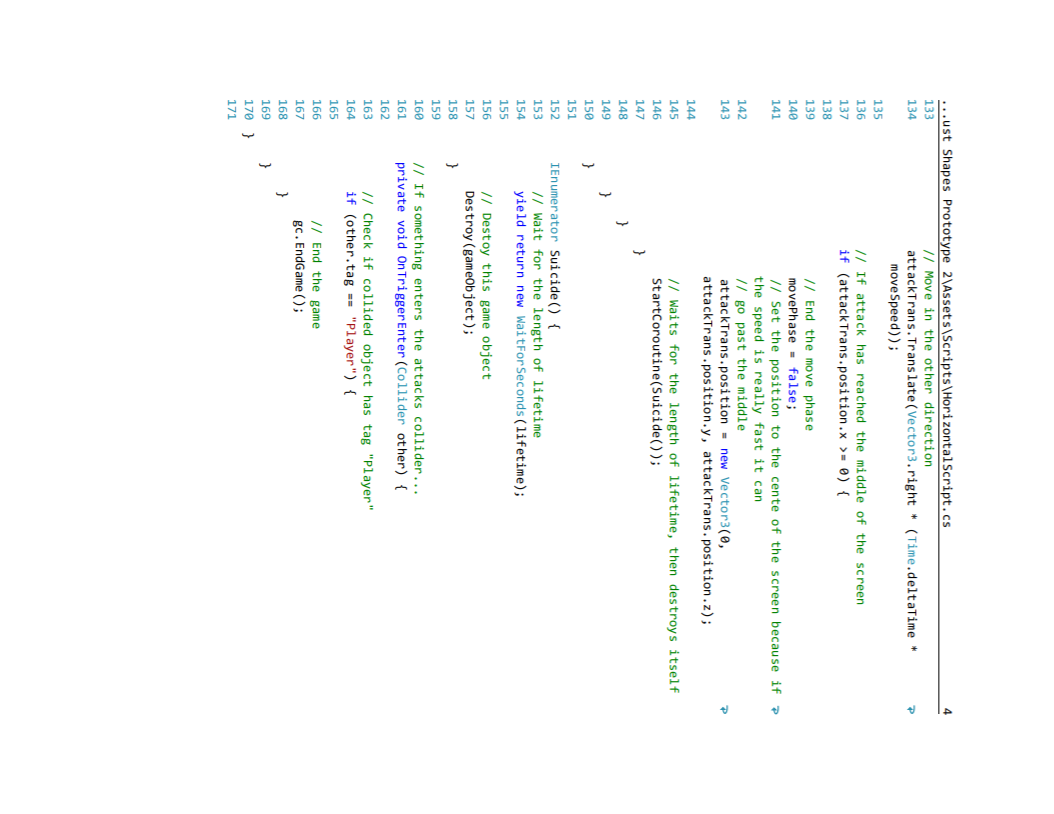 ...ust Shapes Prototype 2\Assets\Scripts\HorizontalScript.cs 4
133 // Move in the other direction
134 attackTrans.Translate(Vector3.right * (Time.deltaTime *
moveSpeed));
135
136 // If attack has reached the middle of the screen
137 if (attackTrans.position.x >= 0) {
138
139 // End the move phase
140 movePhase = false;
141 // Set the position to the cente of the screen because if
the speed is really fast it can
142 // go past the middle
143 attackTrans.position = new Vector3(0,
attackTrans.position.y, attackTrans.position.z);
144
145 // Waits for the length of lifetime, then destroys itself
146 StartCoroutine(Suicide());
147 }
148 }
149 }
150 }
151
152 IEnumerator Suicide() {
153 // Wait for the length of lifetime
154 yield return new WaitForSeconds(lifetime);
155
156 // Destoy this game object
157 Destroy(gameObject);
158 }
159
160 // If something enters the attacks collider...
161 private void OnTriggerEnter(Collider other) {
162
163 // Check if collided object has tag "Player"
164 if (other.tag == "Player") {
165
166 // End the game
167 gc.EndGame();
168 }
169 }
170 }
171